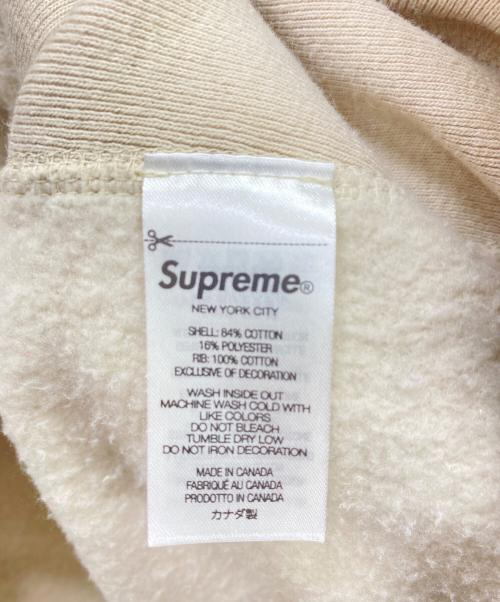 Supreme®
NEW YORK CITY
SHELL: 84% COTTON
16% POLYESTER
RIB: 100% COTTON
EXCLUSIVE OF DECORATION
WASH INSIDE OUT
MACHINE WASH COLD WITH
LIKE COLORS
DO NOT BLEACH
TUMBLE DRY LOW
DO NOT IRON DECORATION
MADE IN CANADA
FABRIQUÉ AU CANADA
PRODOTTO IN CANADA
カナダ製